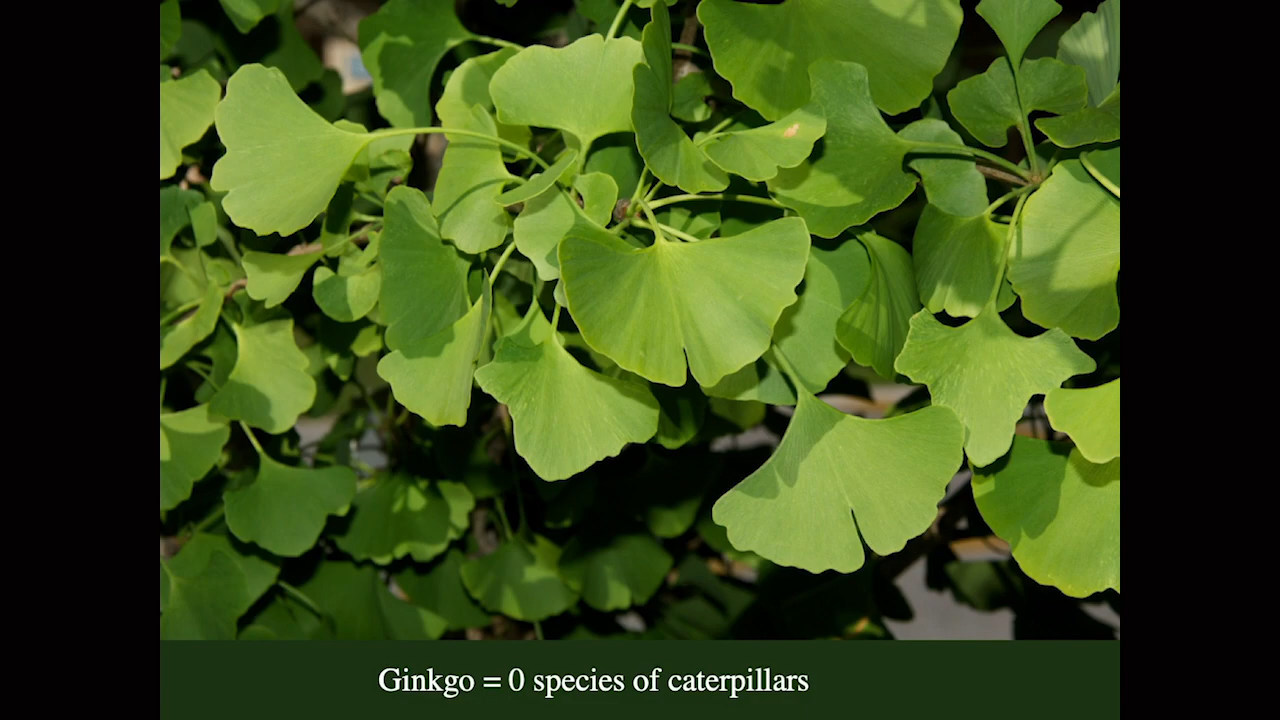 Ginkgo = 0 species of caterpillars